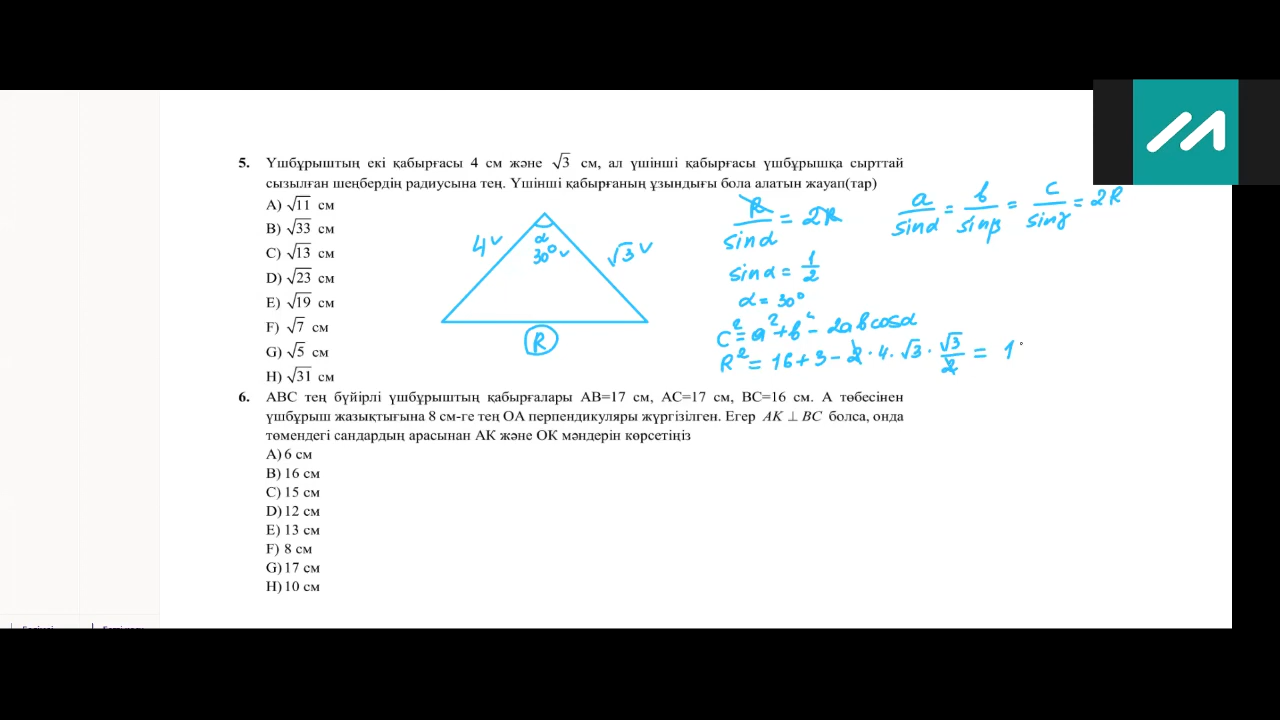 5. Үшбұрыштың екі қабырғасы 4 см және √3 см, ал үшінші қабырғасы үшбұрышқа сырттай
сызылған шеңбердің радиусына тең. Үшінші қабырғаның ұзындығы бола алатын жауап(тар)
A) √11 см
B) √33 см
C) √13 см
D) √23 см
E) √19 см
F) √7 см
G) √5 см
H) √31 см
4
α
30°
√3
R
R/sinα = 2R
sinα = 1/2
α = 30°
a/sinα = b/sinβ = c/sinγ = 2R
C² = a² + b² - 2ab cosα
R² = 16 + 3 - 2 · 4 · √3 · √3/2 = 1
6. ABC тең бүйірлі үшбұрыштың қабырғалары AB=17 см, AC=17 см, BC=16 см. A төбесінен
үшбұрыш жазықтығына 8 см-ге тең OA перпендикуляры жүргізілген. Егер AK ⊥ BC болса, онда
төмендегі сандардың арасынан AK және OK мәндерін көрсетіңіз
A) 6 см
B) 16 см
C) 15 см
D) 12 см
E) 13 см
F) 8 см
G) 17 см
H) 10 см